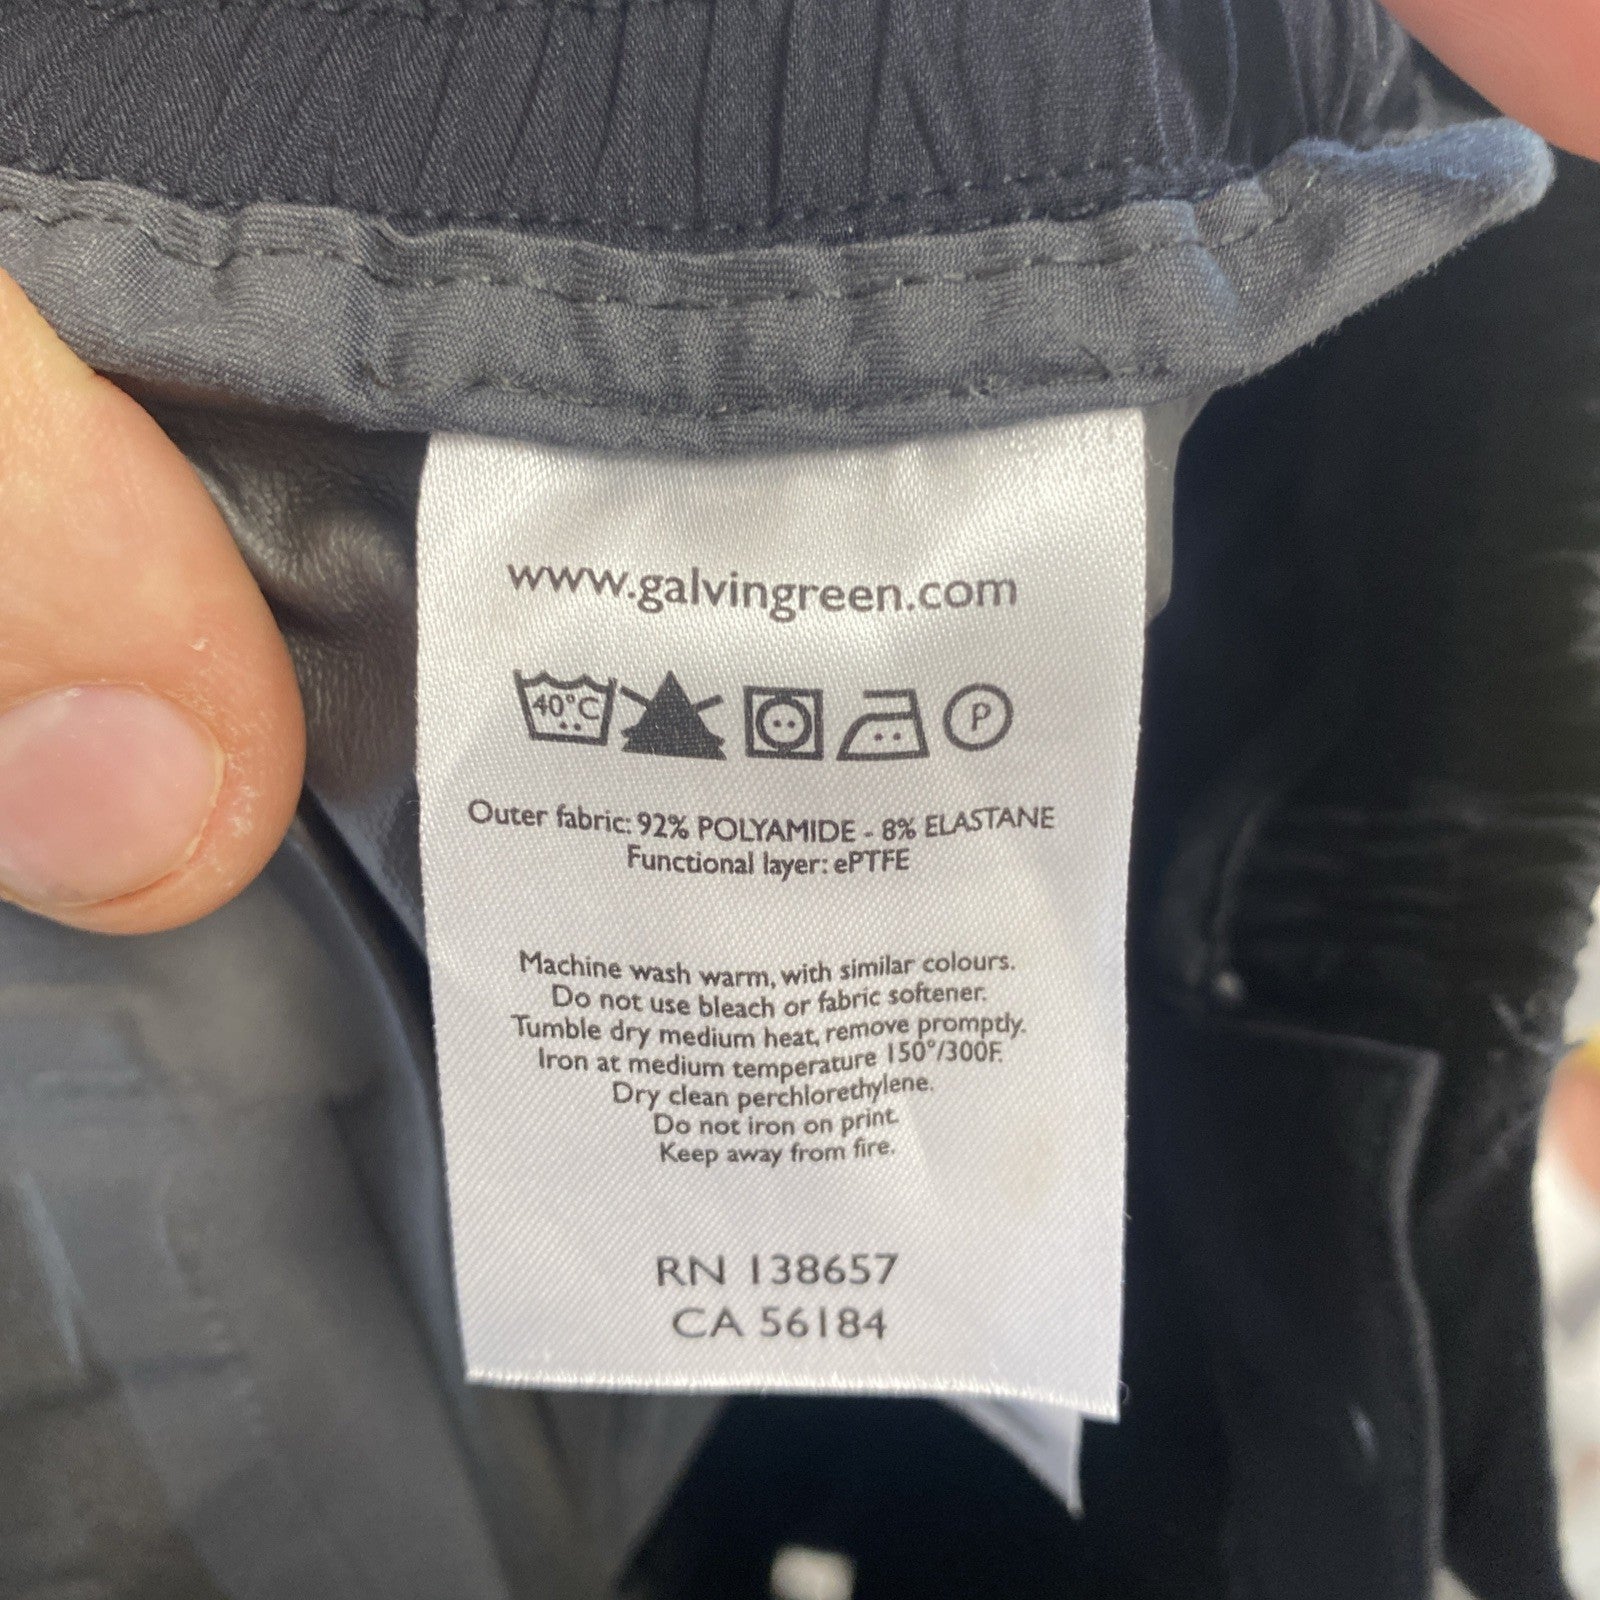 www.galvingreen.com
40°C P
Outer fabric: 92% POLYAMIDE - 8% ELASTANE
Functional layer: ePTFE
Machine wash warm, with similar colours.
Do not use bleach or fabric softener.
Tumble dry medium heat, remove promptly.
Iron at medium temperature 150°/300F.
Dry clean perchlorethylene.
Do not iron on print.
Keep away from fire.
RN 138657
CA 56184